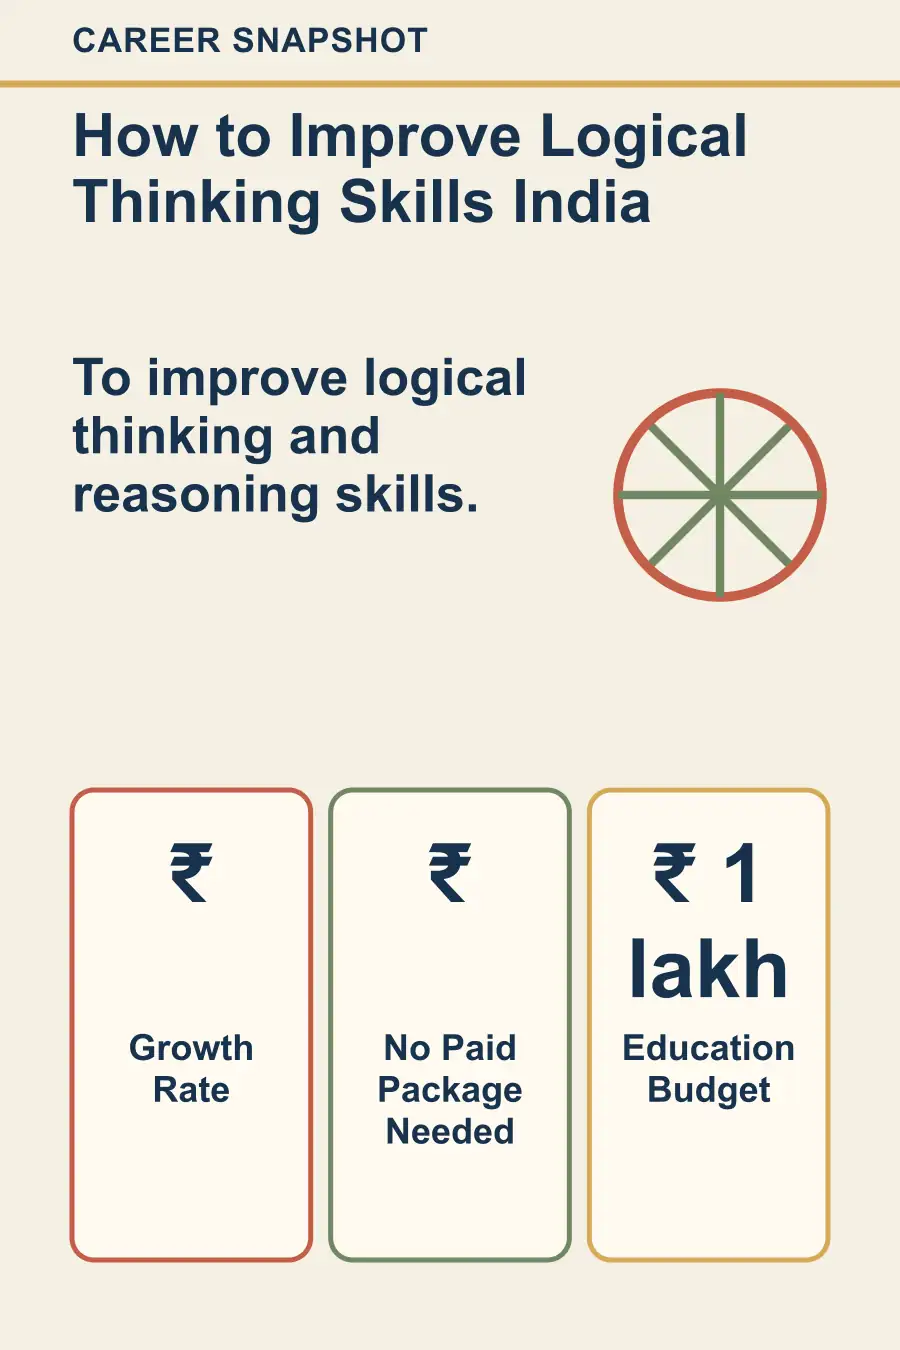 CAREER SNAPSHOT
How to Improve Logical
Thinking Skills India
To improve logical
thinking and
reasoning skills.
₹
Growth
Rate
₹
No Paid
Package
Needed
₹ 1
lakh
Education
Budget